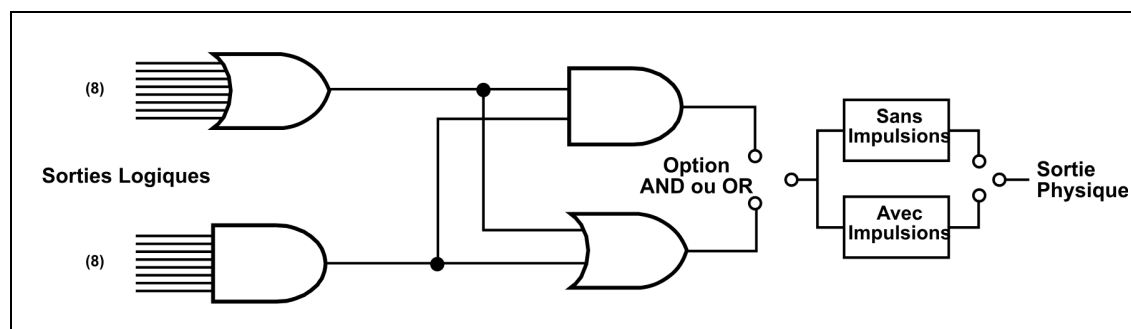 (8)
Sorties Logiques
(8)
Option
AND ou OR
Sans
Impulsions
Avec
Impulsions
Sortie
Physique